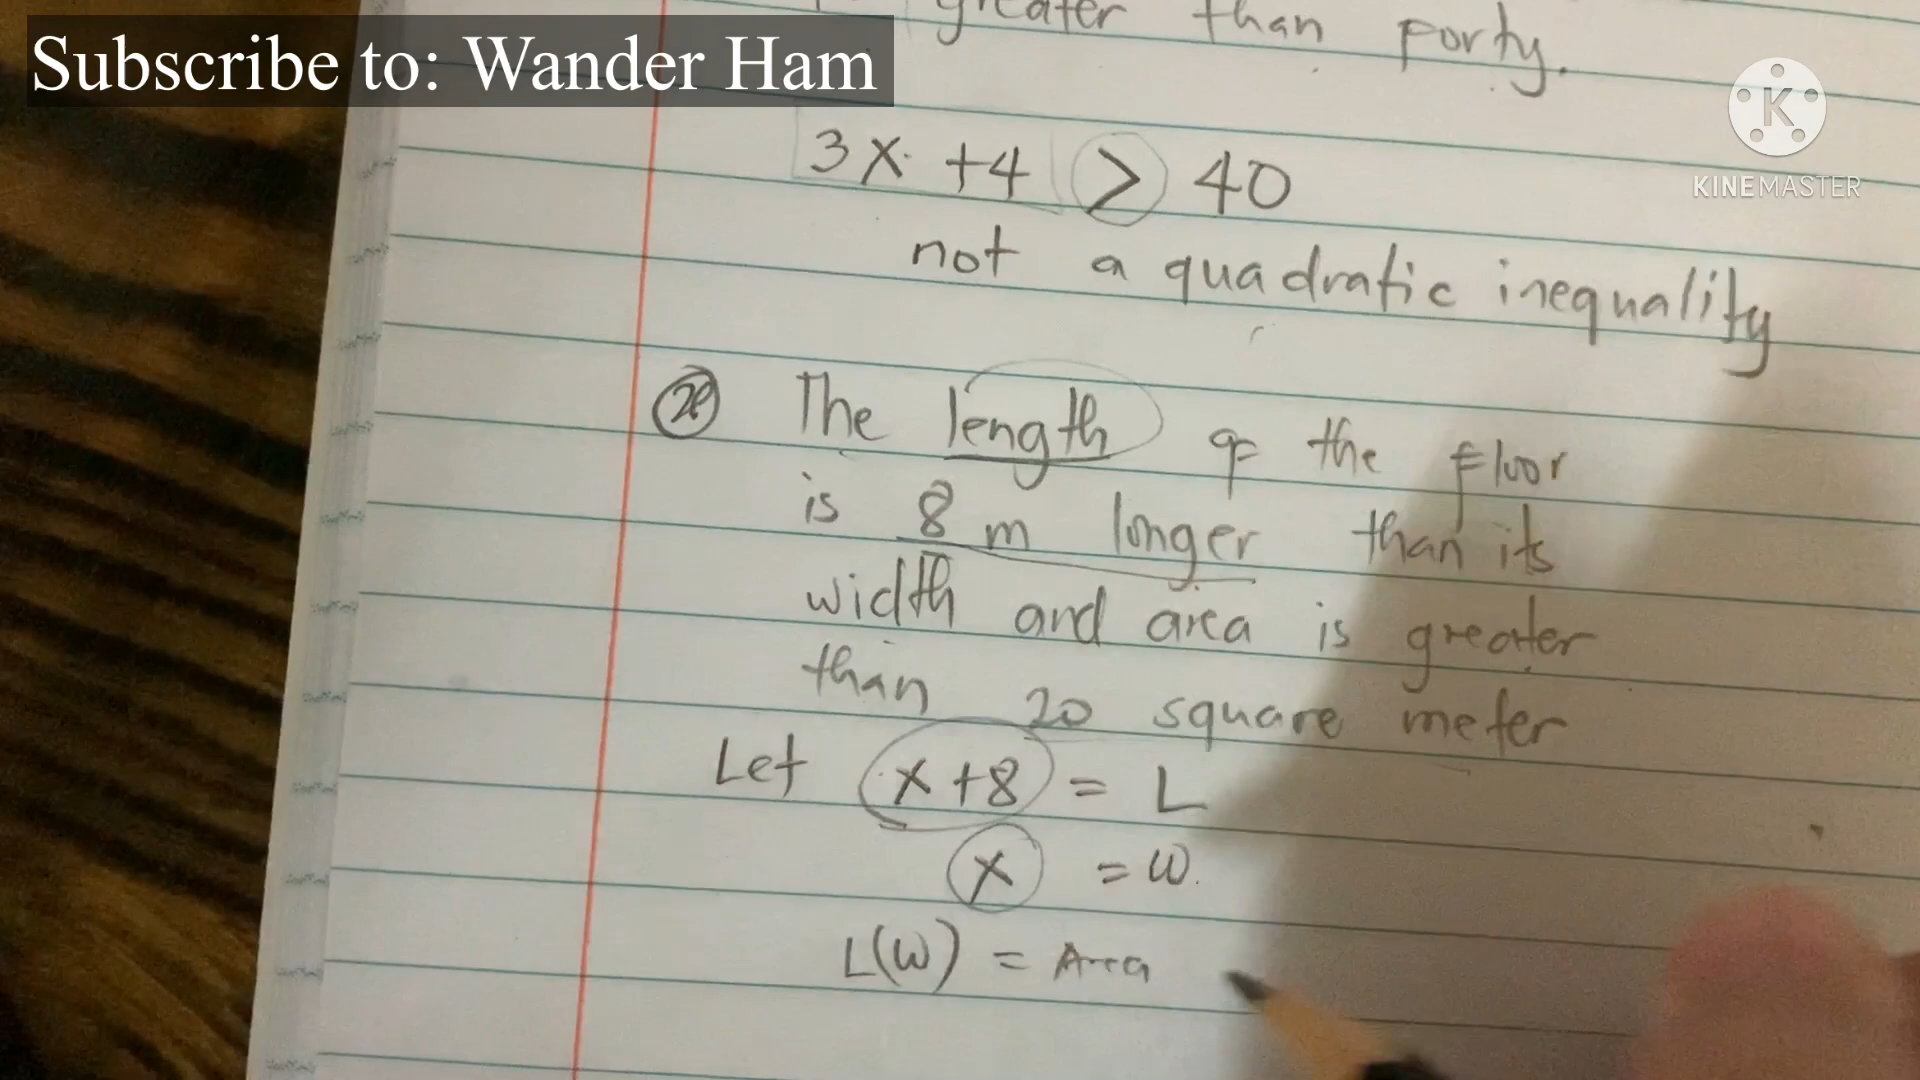 greater than porty.
Subscribe to: Wander Ham
K
KINEMASTER
3x + 4 > 40
not a quadratic inequality
The length of the floor
is 8 m longer than its
width and area is greater
than 20 square meter
Let x + 8 = L
x = W.
L(W) = Area